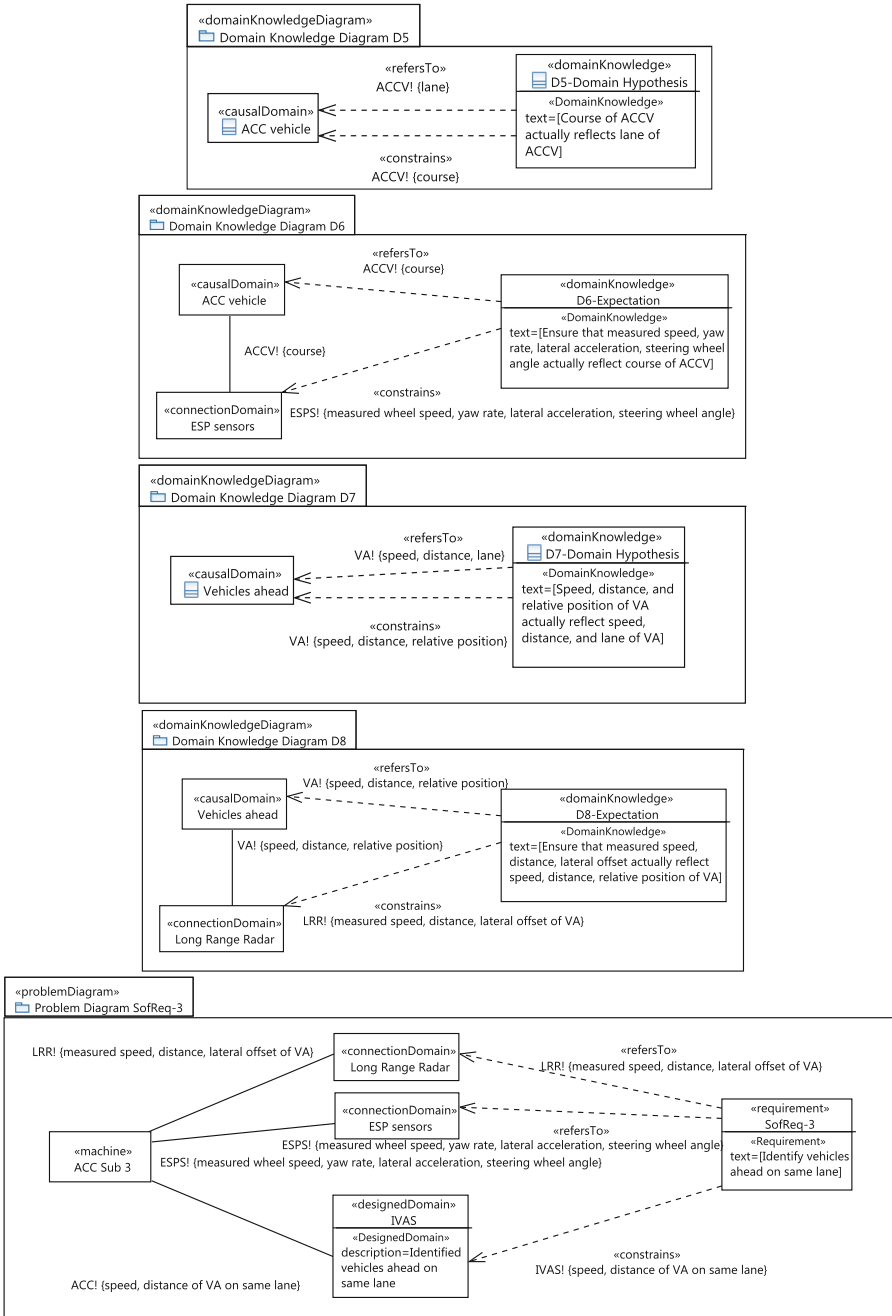 «domainKnowledgeDiagram»
Domain Knowledge Diagram D5
«refersTo»
ACCV! {lane}
«causalDomain»
ACC vehicle
«constrains»
ACCV! {course}
«domainKnowledge»
D5-Domain Hypothesis
«DomainKnowledge»
text=[Course of ACCV
actually reflects lane of
ACCV]
«domainKnowledgeDiagram»
Domain Knowledge Diagram D6
«refersTo»
ACCV! {course}
«causalDomain»
ACC vehicle
ACCV! {course}
«domainKnowledge»
D6-Expectation
«DomainKnowledge»
text=[Ensure that measured speed, yaw
rate, lateral acceleration, steering wheel
angle actually reflect course of ACCV]
«constrains»
ESPS! {measured wheel speed, yaw rate, lateral acceleration, steering wheel angle}
«connectionDomain»
ESP sensors
«domainKnowledgeDiagram»
Domain Knowledge Diagram D7
«refersTo»
VA! {speed, distance, lane}
«causalDomain»
Vehicles ahead
«constrains»
VA! {speed, distance, relative position}
«domainKnowledge»
D7-Domain Hypothesis
«DomainKnowledge»
text=[Speed, distance, and
relative position of VA
actually reflect speed,
distance, and lane of VA]
«domainKnowledgeDiagram»
Domain Knowledge Diagram D8
«refersTo»
VA! {speed, distance, relative position}
«causalDomain»
Vehicles ahead
VA! {speed, distance, relative position}
«domainKnowledge»
D8-Expectation
«DomainKnowledge»
text=[Ensure that measured speed,
distance, lateral offset actually reflect
speed, distance, relative position of VA]
«constrains»
LRR! {measured speed, distance, lateral offset of VA}
«connectionDomain»
Long Range Radar
«problemDiagram»
Problem Diagram SofReq-3
LRR! {measured speed, distance, lateral offset of VA}
«connectionDomain»
Long Range Radar
«refersTo»
LRR! {measured speed, distance, lateral offset of VA}
«connectionDomain»
ESP sensors
«refersTo»
ESPS! {measured wheel speed, yaw rate, lateral acceleration, steering wheel angle}
«machine»
ACC Sub 3
ESPS! {measured wheel speed, yaw rate, lateral acceleration, steering wheel angle}
«requirement»
SofReq-3
«Requirement»
text=[Identify vehicles
ahead on same lane]
«designedDomain»
IVAS
«DesignedDomain»
description=Identified
vehicles ahead on
same lane
«constrains»
IVAS! {speed, distance of VA on same lane}
ACC! {speed, distance of VA on same lane}